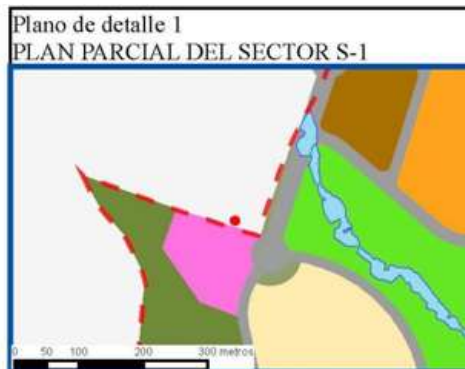 Plano de detalle 1
PLAN PARCIAL DEL SECTOR S-1
0 50 100 200 300 metros